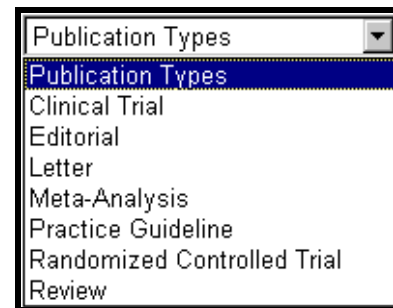 Publication Types
Publication Types
Clinical Trial
Editorial
Letter
Meta-Analysis
Practice Guideline
Randomized Controlled Trial
Review